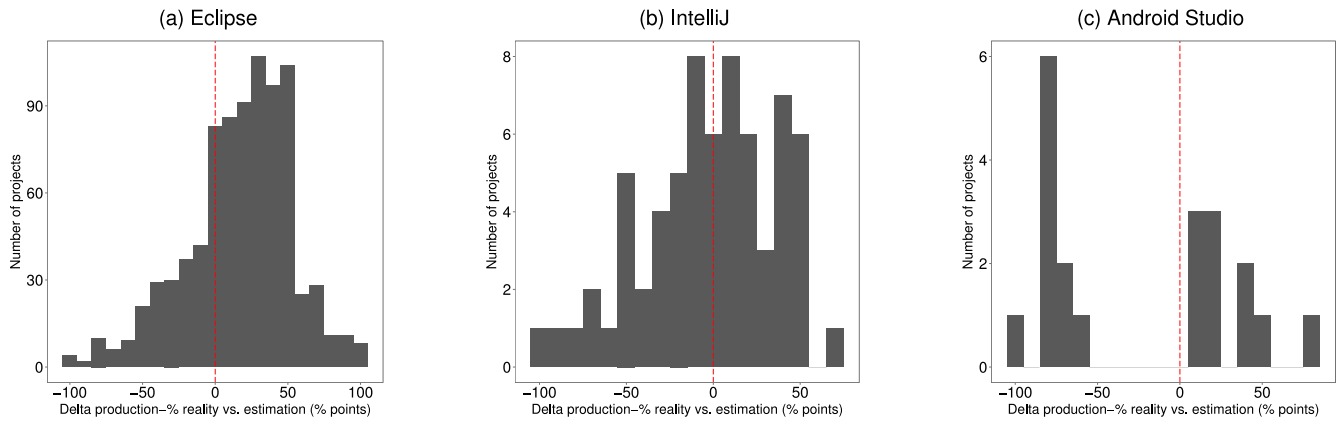 (a) Eclipse
Number of projects
90
60
30
0
−100
−50
0
50
100
Delta production−% reality vs. estimation (% points)
(b) IntelliJ
Number of projects
8
6
4
2
0
−100
−50
0
50
Delta production−% reality vs. estimation (% points)
(c) Android Studio
Number of projects
6
4
2
0
−100
−50
0
50
Delta production−% reality vs. estimation (% points)